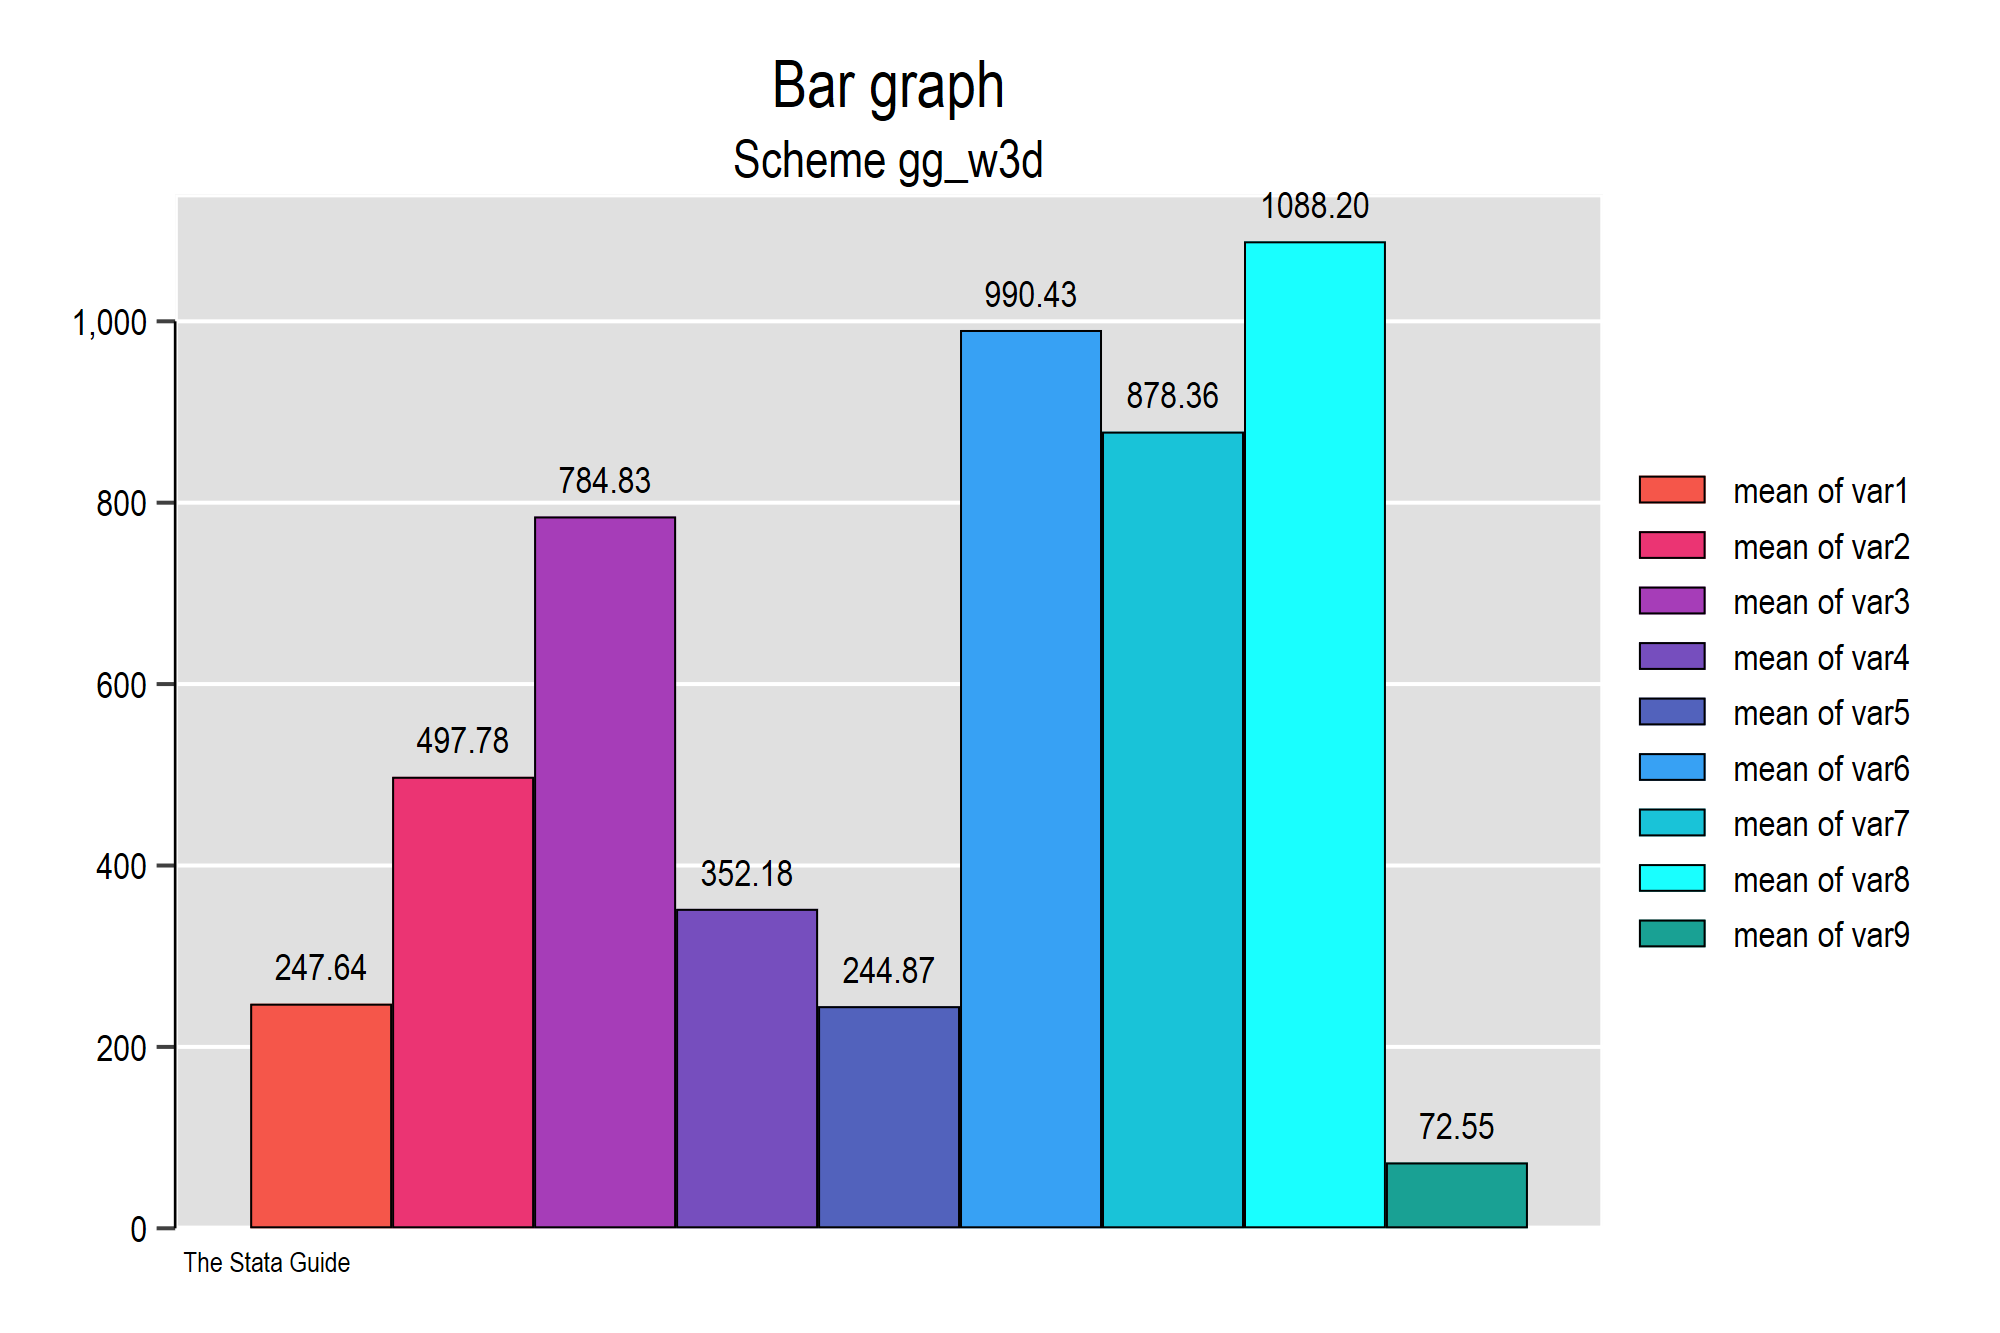 Bar graph
Scheme gg_w3d
1088.20
990.43
878.36
784.83
497.78
352.18
247.64
244.87
72.55
1,000
800
600
400
200
0
mean of var1
mean of var2
mean of var3
mean of var4
mean of var5
mean of var6
mean of var7
mean of var8
mean of var9
The Stata Guide